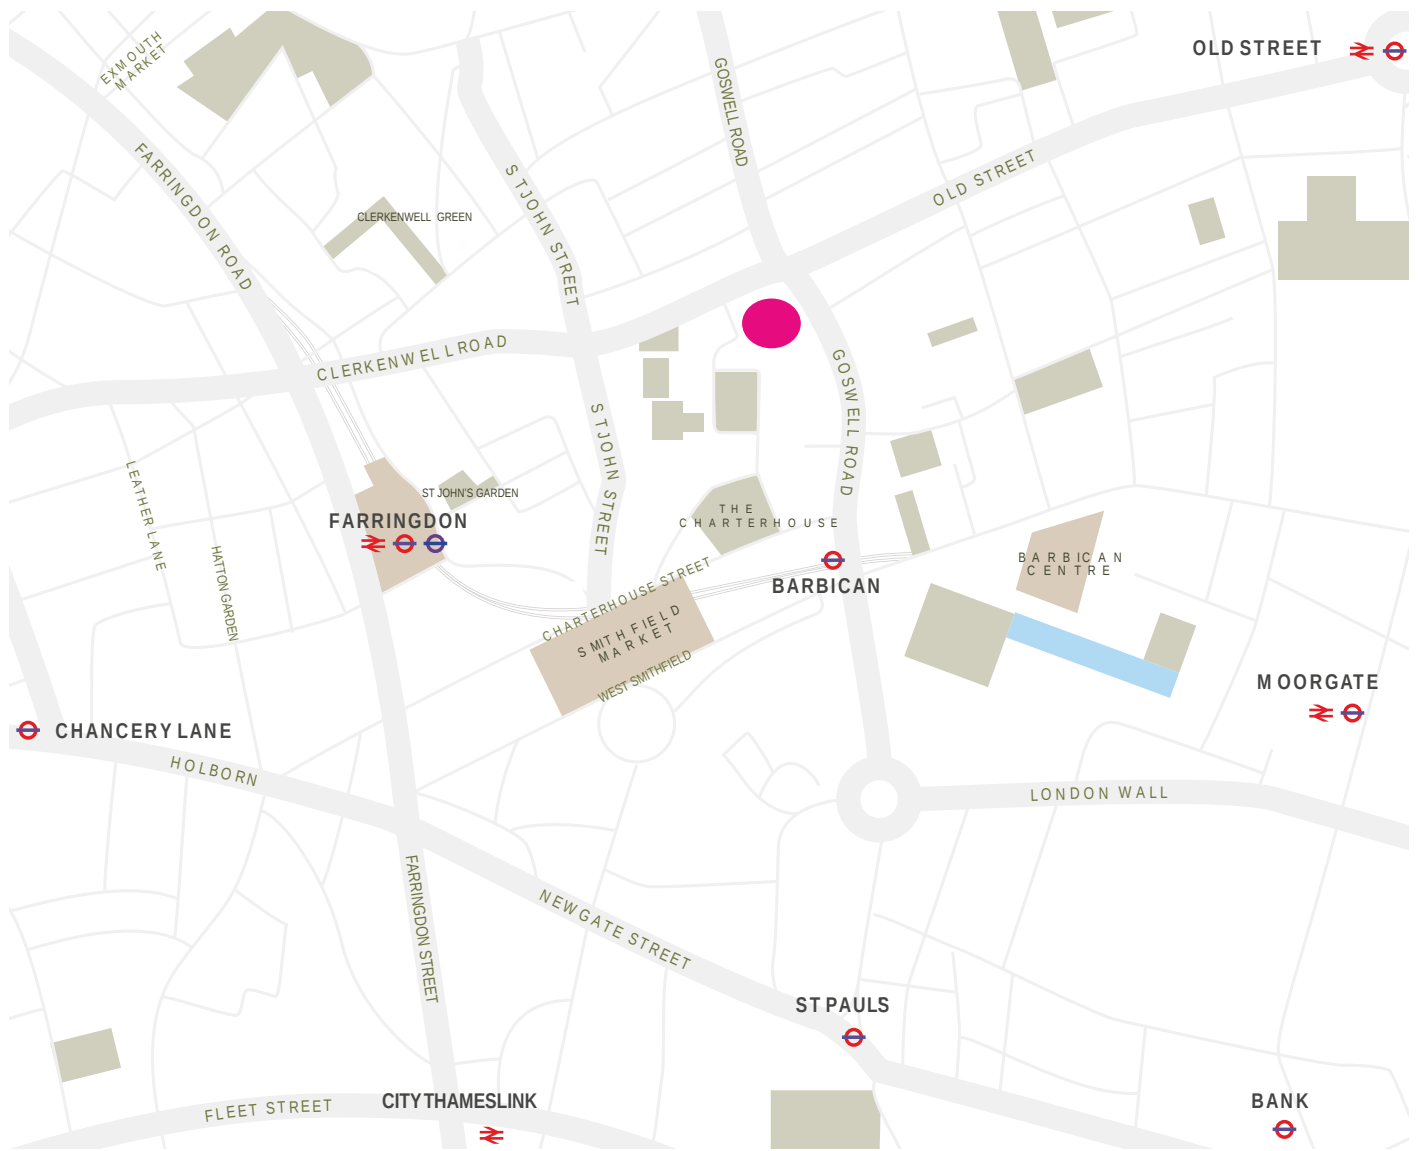 EXMOUTH
MARKET
OLD STREET
GOSWELL ROAD
FARRINGDON ROAD
ST JOHN STREET
OLD STREET
CLERKENWELL GREEN
CLERKENWELL ROAD
GOSWELL ROAD
ST JOHN STREET
LEATHER LANE
ST JOHN'S GARDEN
FARRINGDON
HATTON GARDEN
THE
CHARTERHOUSE
CHARTERHOUSE STREET
BARBICAN
BARBICAN
CENTRE
SMITHFIELD
MARKET
WEST SMITHFIELD
MOORGATE
CHANCERY LANE
HOLBORN
LONDON WALL
FARRINGDON STREET
NEWGATE STREET
ST PAULS
FLEET STREET
CITY THAMESLINK
BANK